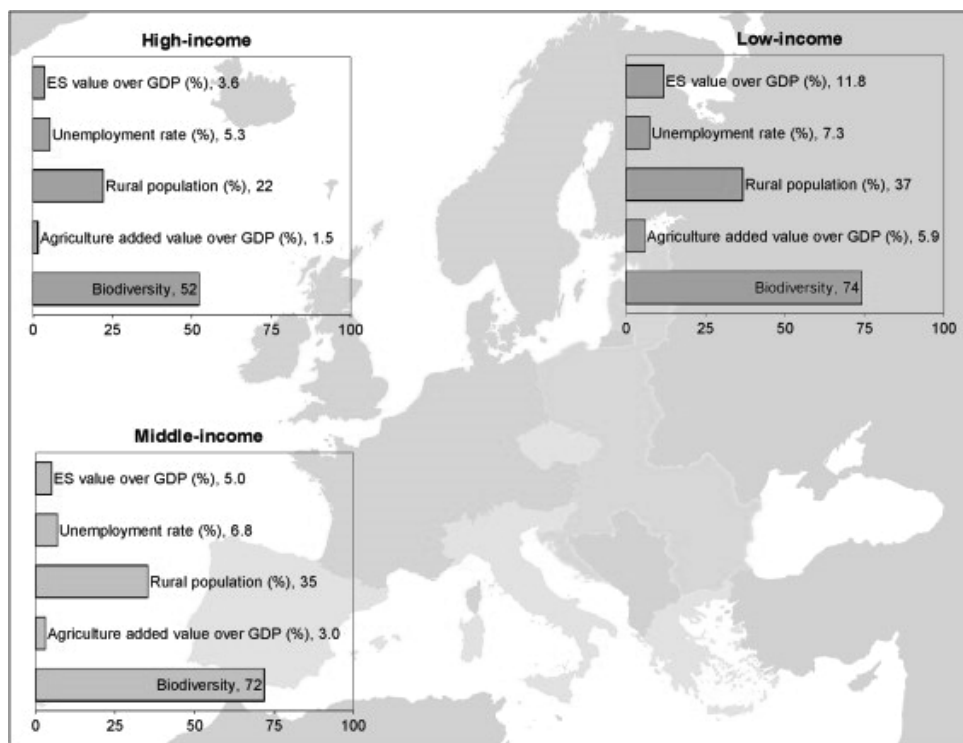 High-income
ES value over GDP (%), 3.6
Unemployment rate (%), 5.3
Rural population (%), 22
Agriculture added value over GDP (%), 1.5
Biodiversity, 52
0 25 50 75 100
Low-income
ES value over GDP (%), 11.8
Unemployment rate (%), 7.3
Rural population (%), 37
Agriculture added value over GDP (%), 5.9
Biodiversity, 74
0 25 50 75 100
Middle-income
ES value over GDP (%), 5.0
Unemployment rate (%), 6.8
Rural population (%), 35
Agriculture added value over GDP (%), 3.0
Biodiversity, 72
0 25 50 75 100